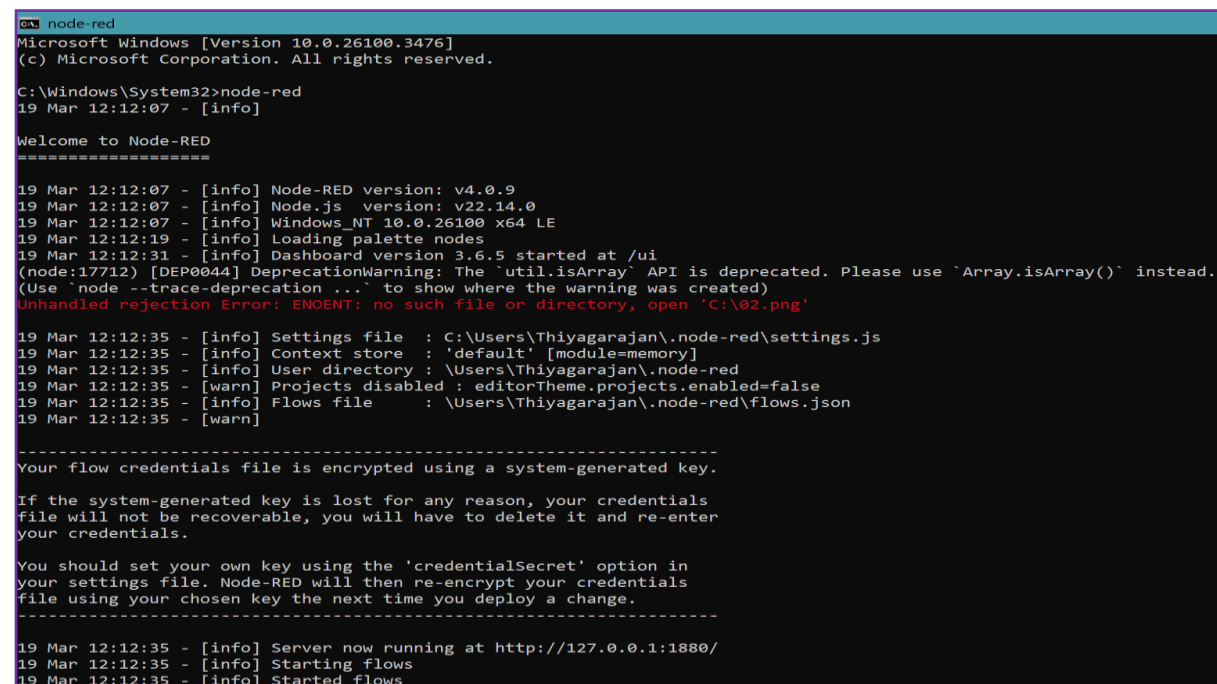 node-red
Microsoft Windows [Version 10.0.26100.3476]
(c) Microsoft Corporation. All rights reserved.
C:\Windows\System32>node-red
19 Mar 12:12:07 - [info]
Welcome to Node-RED
===================
19 Mar 12:12:07 - [info] Node-RED version: v4.0.9
19 Mar 12:12:07 - [info] Node.js  version: v22.14.0
19 Mar 12:12:07 - [info] Windows_NT 10.0.26100 x64 LE
19 Mar 12:12:19 - [info] Loading palette nodes
19 Mar 12:12:31 - [info] Dashboard version 3.6.5 started at /ui
(node:17712) [DEP0044] DeprecationWarning: The `util.isArray` API is deprecated. Please use `Array.isArray()` instead.
(Use `node --trace-deprecation ...` to show where the warning was created)
Unhandled rejection Error: ENOENT: no such file or directory, open 'C:\02.png'
19 Mar 12:12:35 - [info] Settings file  : C:\Users\Thiyagarajan\.node-red\settings.js
19 Mar 12:12:35 - [info] Context store  : 'default' [module=memory]
19 Mar 12:12:35 - [info] User directory : \Users\Thiyagarajan\.node-red
19 Mar 12:12:35 - [warn] Projects disabled : editorTheme.projects.enabled=false
19 Mar 12:12:35 - [info] Flows file     : \Users\Thiyagarajan\.node-red\flows.json
19 Mar 12:12:35 - [warn]
---------------------------------------------------------------------
Your flow credentials file is encrypted using a system-generated key.
If the system-generated key is lost for any reason, your credentials
file will not be recoverable, you will have to delete it and re-enter
your credentials.
You should set your own key using the 'credentialSecret' option in
your settings file. Node-RED will then re-encrypt your credentials
file using your chosen key the next time you deploy a change.
---------------------------------------------------------------------
19 Mar 12:12:35 - [info] Server now running at http://127.0.0.1:1880/
19 Mar 12:12:35 - [info] Starting flows
19 Mar 12:12:35 - [info] Started flows